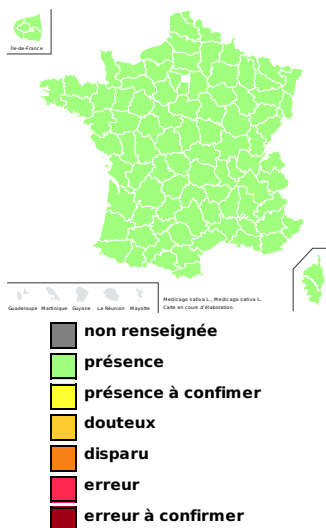 Île-de-France
Guadeloupe Martinique Guyane La Réunion Mayotte
Medicago sativa L., Medicago sativa L.
Carte en cours d'élaboration.
non renseignée
présence
présence à confimer
douteux
disparu
erreur
erreur à confirmer